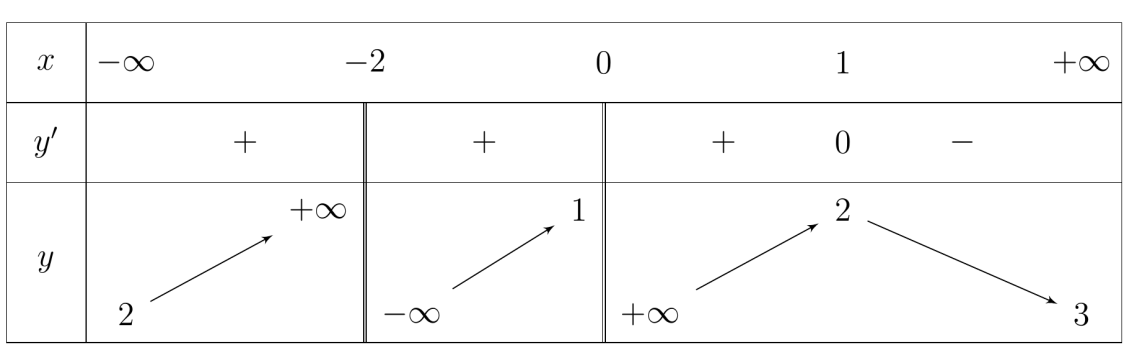 x −∞ −2 0 1 +∞
y′ + + + 0 −
+∞ 1 2
y
2 −∞ +∞ 3